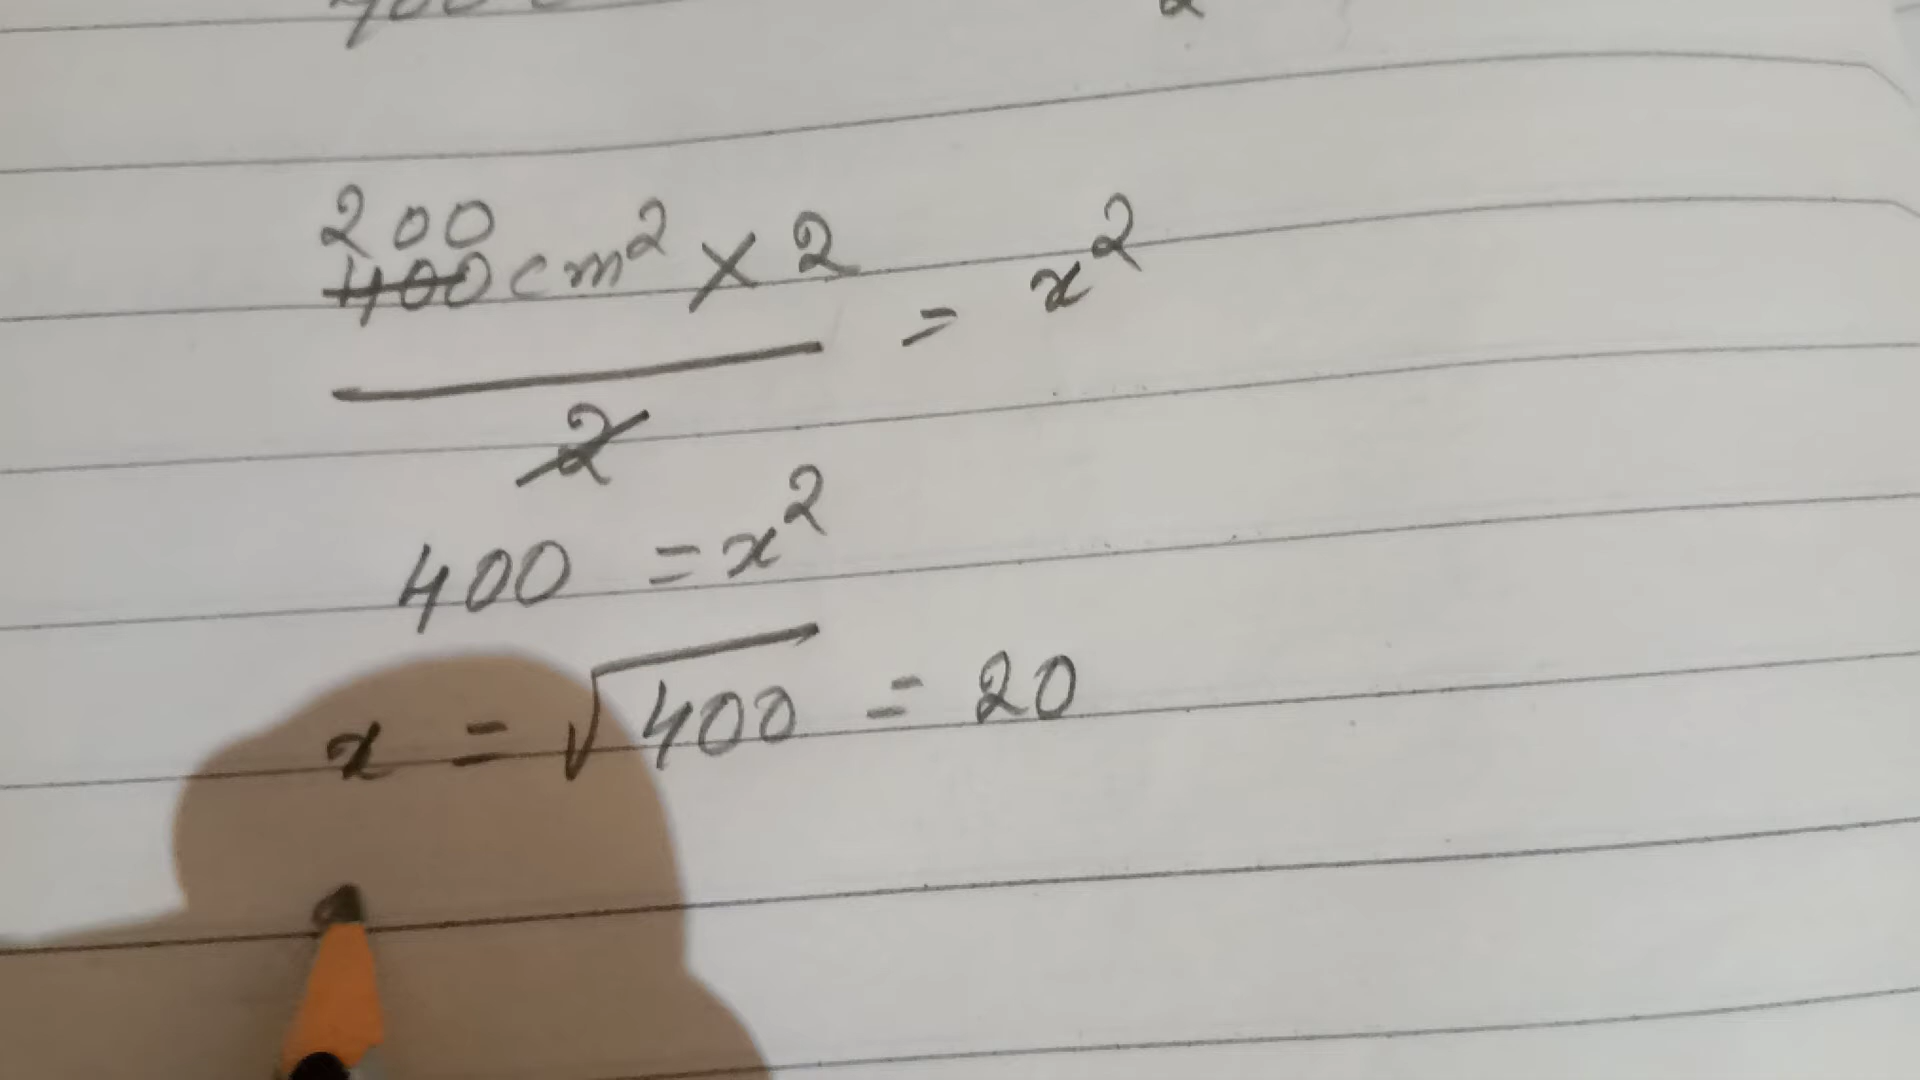 200
400 cm² × 2 / 2 = x²
400 = x²
x = √400 = 20